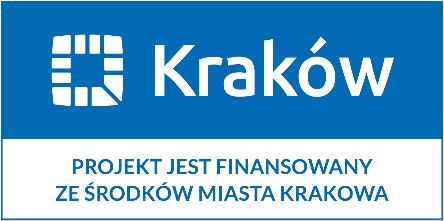 Kraków
PROJEKT JEST FINANSOWANY
ZE ŚRODKÓW MIASTA KRAKOWA